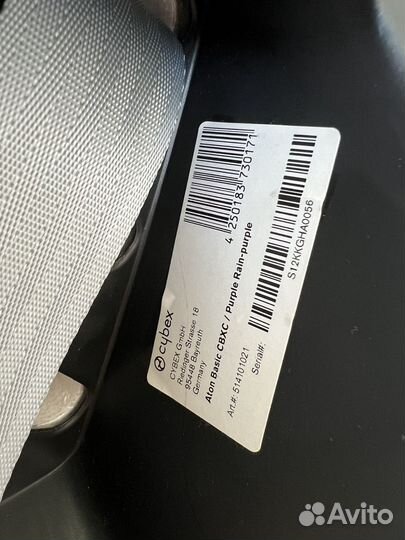 cybex
CYBEX GmbH
Redinger Strasse 18
95448 Bayreuth
Germany
Aton Basic CBXC / Purple Rain-purple
Art.#: 514101021
Serial#:
4 250183 730171
S12KKGHA0056
Avito